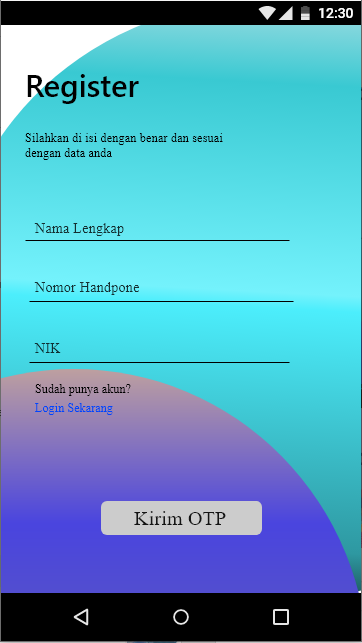 12:30
Register
Silahkan di isi dengan benar dan sesuai
dengan data anda
Nama Lengkap
Nomor Handpone
NIK
Sudah punya akun?
Login Sekarang
Kirim OTP